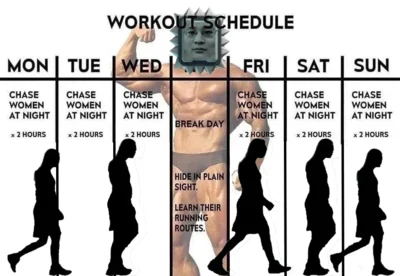 WORKOUT SCHEDULE
MON
TUE
WED
FRI
SAT
SUN
CHASE
WOMEN
AT NIGHT
x 2 HOURS
CHASE
WOMEN
AT NIGHT
x 2 HOURS
CHASE
WOMEN
AT NIGHT
x 2 HOURS
BREAK DAY
HIDE IN PLAIN
SIGHT.
LEARN THEIR
RUNNING
ROUTES.
CHASE
WOMEN
AT NIGHT
x 2 HOURS
CHASE
WOMEN
AT NIGHT
x 2 HOURS
CHASE
WOMEN
AT NIGHT
x 2 HOURS